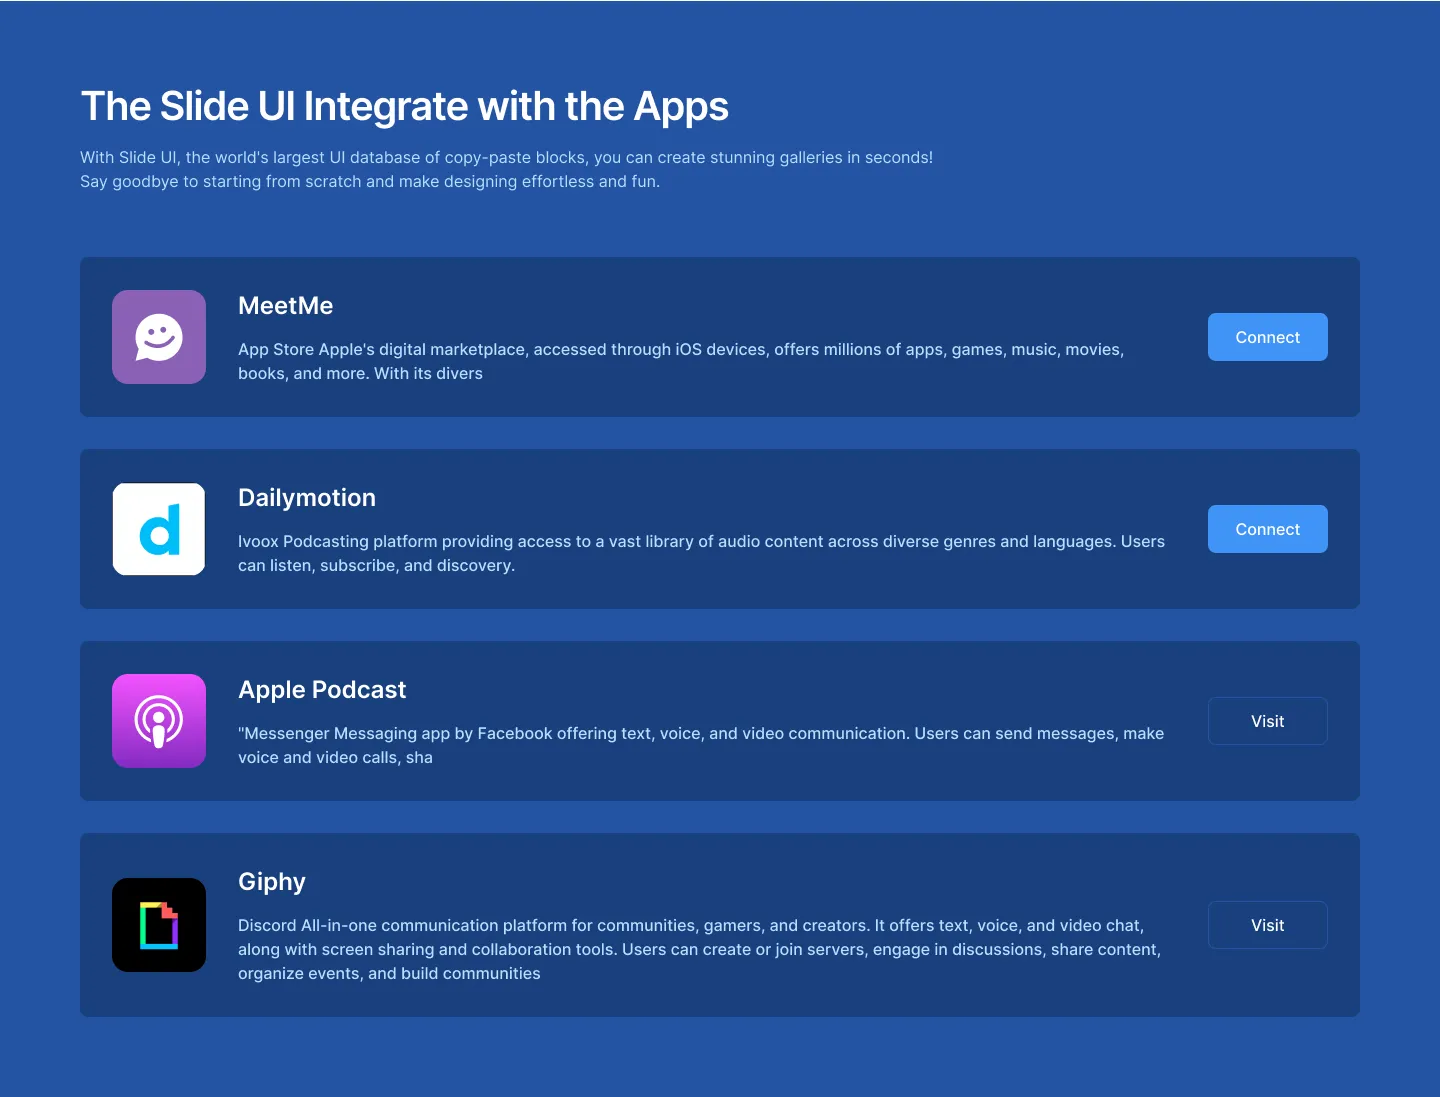 The Slide UI Integrate with the Apps
With Slide UI, the world's largest UI database of copy-paste blocks, you can create stunning galleries in seconds!
Say goodbye to starting from scratch and make designing effortless and fun.
MeetMe
App Store Apple's digital marketplace, accessed through iOS devices, offers millions of apps, games, music, movies,
books, and more. With its divers
Connect
Dailymotion
Ivoox Podcasting platform providing access to a vast library of audio content across diverse genres and languages. Users
can listen, subscribe, and discovery.
Connect
Apple Podcast
"Messenger Messaging app by Facebook offering text, voice, and video communication. Users can send messages, make
voice and video calls, sha
Visit
Giphy
Discord All-in-one communication platform for communities, gamers, and creators. It offers text, voice, and video chat,
along with screen sharing and collaboration tools. Users can create or join servers, engage in discussions, share content,
organize events, and build communities
Visit